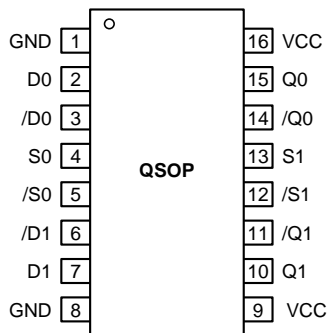 GND 1 16 VCC
D0 2 15 Q0
/D0 3 14 /Q0
S0 4 13 S1
QSOP
/S0 5 12 /S1
/D1 6 11 /Q1
D1 7 10 Q1
GND 8 9 VCC